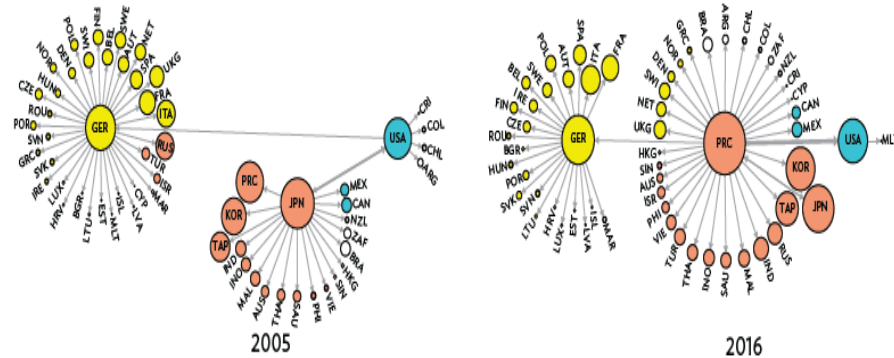 FIN
SWE
BEL
NET
POL
SWI
AUT
SPA
UKG
NOR
DEN
HUN
CZE
FRA
ROU
GER
ITA
POR
RUS
SVN
TUR
GRC
ISR
SVK
MAR
IRE
CYP
LUX
LVA
HRV
ISL
BGR
MLT
LTU
EST
USA
CRI
COL
CHL
ARG
PRC
JPN
MEX
CAN
KOR
NZL
TAP
ZAF
BRA
IND
INO
HKG
MAL
SIN
AUS
VIE
THA
PHI
SAU
2005
SPA
ITA
FRA
POL
AUT
BEL
SWE
IRE
FIN
CZE
ROU
GER
BGR
HUN
POR
SVK
SVN
LTU
HRV
LUX
EST
LVA
ISL
MAR
ARG
BRA
CHL
GRC
COL
NOR
ZAF
DEN
NZL
SWI
CRI
NET
CYP
CAN
UKG
MEX
PRC
USA
MLT
HKG
SIN
KOR
AUS
ISR
PHI
TAP
JPN
VIE
TUR
RUS
THA
IND
INO
MAL
SAU
2016